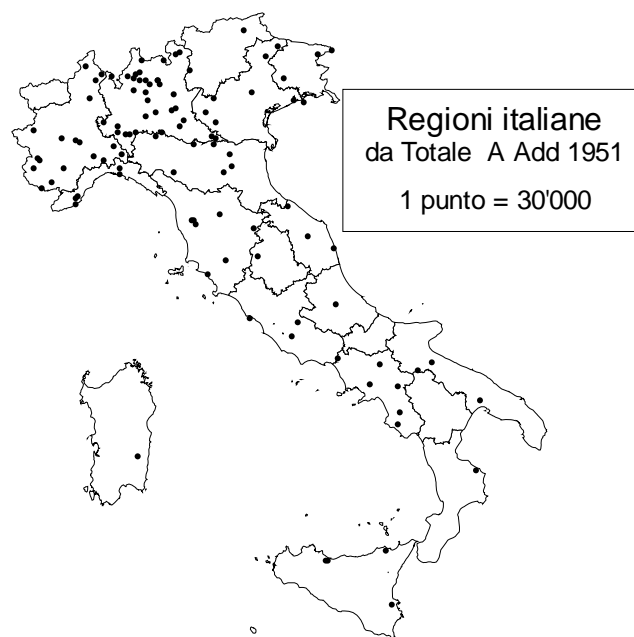 Regioni italiane
da Totale A Add 1951
1 punto = 30'000